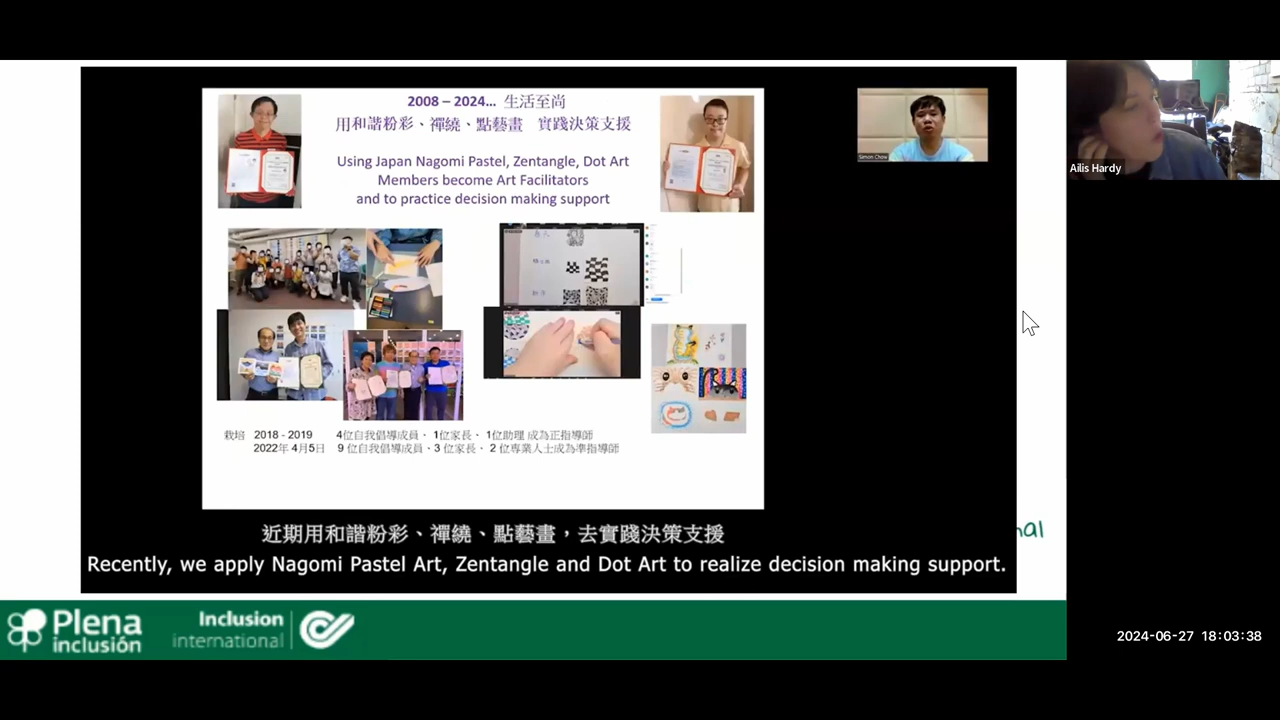 2008 – 2024... 生活至尚
用和諧粉彩、禪繞、點藝畫 實踐決策支援
Using Japan Nagomi Pastel, Zentangle, Dot Art
Members become Art Facilitators
and to practice decision making support
Simon Chow
Ailis Hardy
栽培 2018 - 2019 4位自我倡導成員、 1位家長、 1位助理 成為正指導師
2022年 4月5日 9 位自我倡導成員、3 位家長、 2 位專業人士成為準指導師
近期用和諧粉彩、禪繞、點藝畫，去實踐決策支援
Recently, we apply Nagomi Pastel Art, Zentangle and Dot Art to realize decision making support.
nal
Plena
inclusión
Inclusion
international
2024-06-27 18:03:38